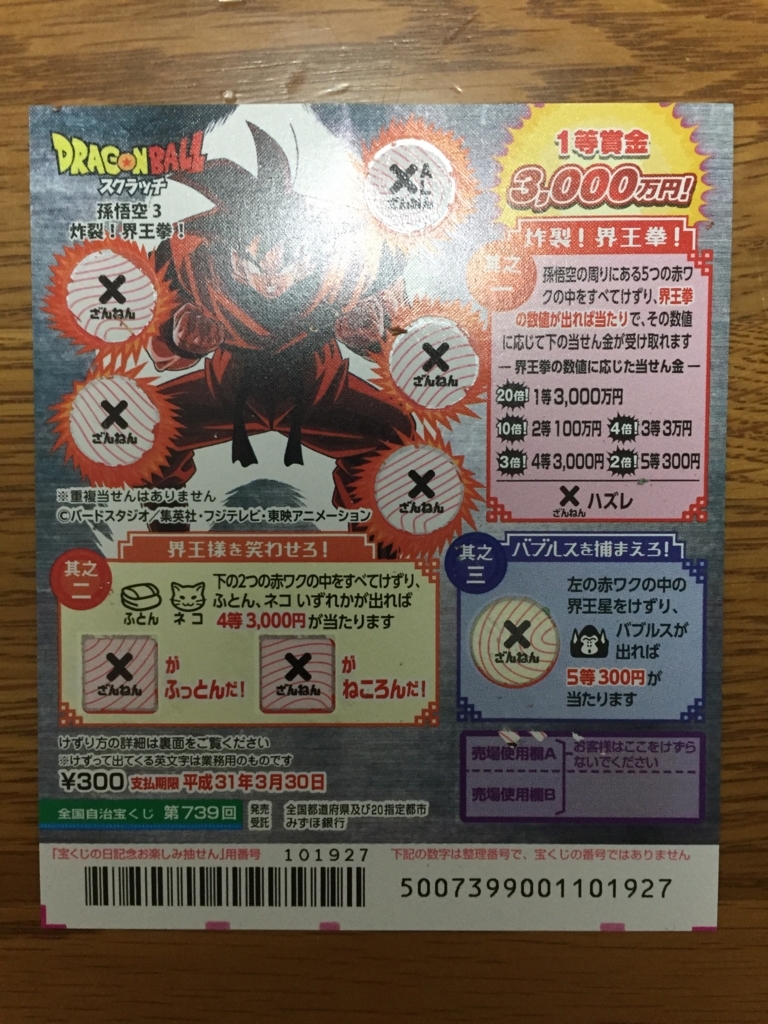 DRAGONBALL
スクラッチ
孫悟空3
炸裂!界王拳!
×AL
ざんねん
×
ざんねん
×
ざんねん
×
ざんねん
×
ざんねん
※重複当せんはありません
©バードスタジオ/集英社・フジテレビ・東映アニメーション
1等賞金
3,000万円!
炸裂!界王拳!
其之一
孫悟空の周りにある5つの赤ワ
クの中をすべてけずり、界王拳
の数値が出れば当たりで、その数値
に応じて下の当せん金が受け取れます
― 界王拳の数値に応じた当せん金 ―
20倍! 1等3,000万円
10倍! 2等100万円 4倍! 3等3万円
3倍! 4等3,000円 2倍! 5等300円
× ハズレ
ざんねん
界王様を笑わせろ!
其之二
下の2つの赤ワクの中をすべてけずり、
ふとん、ネコ いずれかが出れば
4等3,000円が当たります
ふとん ネコ
×
ざんねん
が
ふっとんだ!
×
ざんねん
が
ねころんだ!
バブルスを捕まえろ!
其之三
×
ざんねん
左の赤ワクの中の
界王星をけずり、
バブルスが
出れば
5等300円が
当たります
けずり方の詳細は裏面をご覧ください
※けずって出てくる英文字は業務用のものです
¥300 支払期限 平成31年3月30日
売場使用欄A
売場使用欄B
お客様はここをけずら
ないでください
全国自治宝くじ 第739回
発売 全国都道府県及び20指定都市
受託 みずほ銀行
「宝くじの日記念お楽しみ抽せん」用番号 101927
下記の数字は整理番号で、宝くじの番号ではありません
5007399001101927